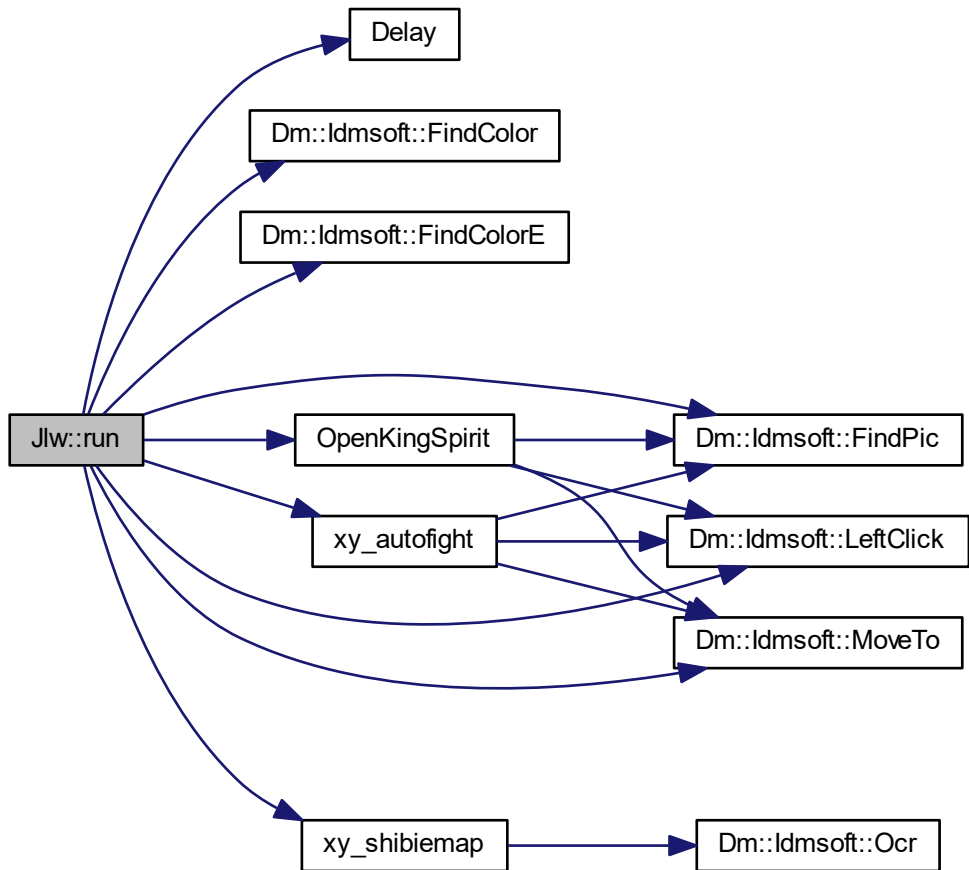 Delay
Dm::Idmsoft::FindColor
Dm::Idmsoft::FindColorE
Jlw::run
OpenKingSpirit
Dm::Idmsoft::FindPic
xy_autofight
Dm::Idmsoft::LeftClick
Dm::Idmsoft::MoveTo
xy_shibiemap
Dm::Idmsoft::Ocr